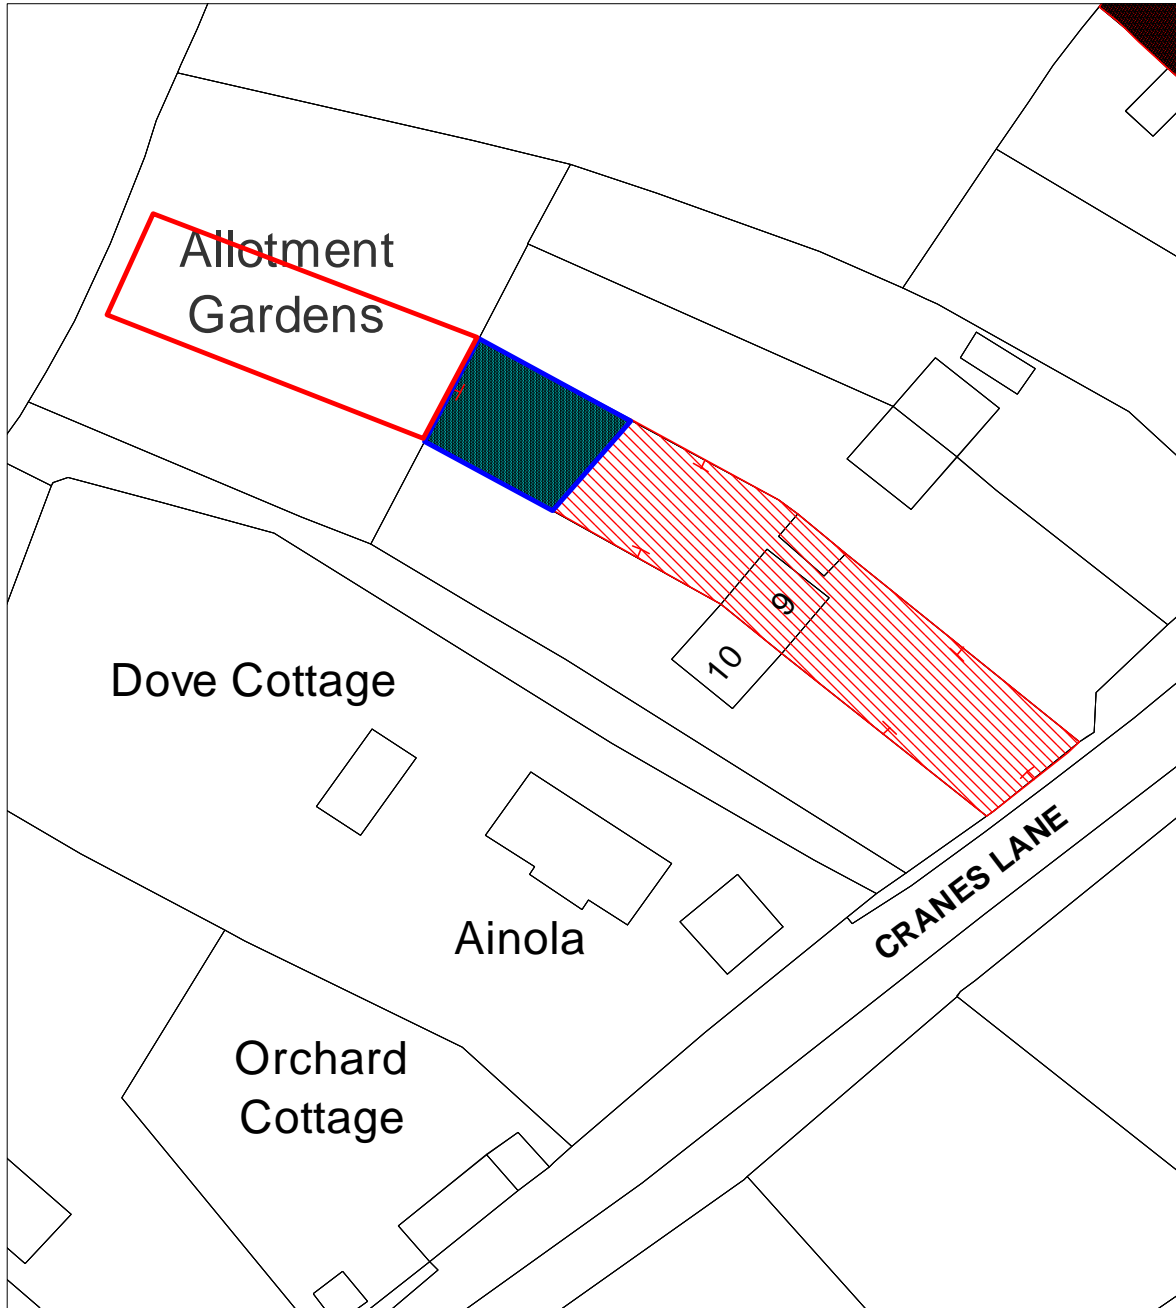 Allotment
Gardens
9
10
Dove Cottage
CRANES LANE
Ainola
Orchard
Cottage